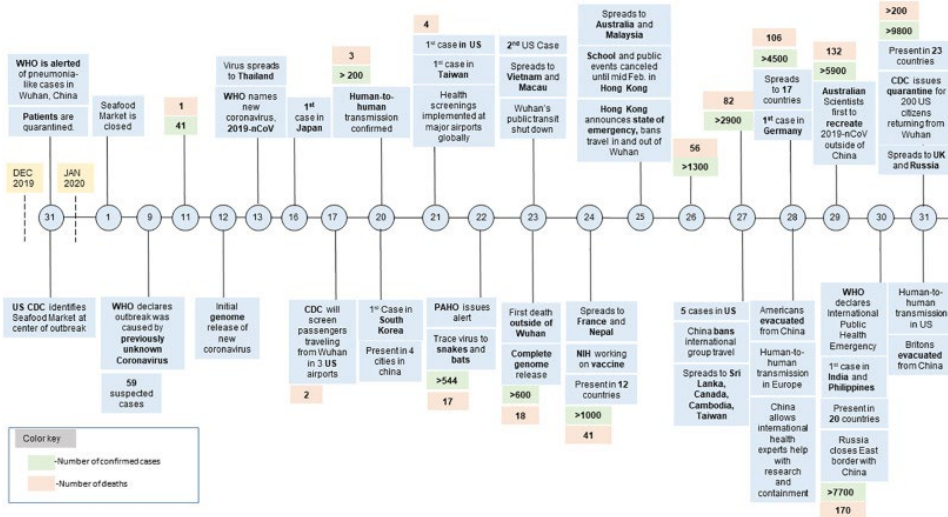 WHO is alerted
of pneumonia-
like cases in
Wuhan, China
Patients are
quarantined.
Seafood
Market is
closed
1
41
Virus spreads
to Thailand
WHO names
new
coronavirus,
2019-nCoV
1st
case in
Japan
3
> 200
Human-to-
human
transmission
confirmed
4
1st case in US
1st case in
Taiwan
Health
screenings
implemented at
major airports
globally
2nd US Case
Spreads to
Vietnam and
Macau
Wuhan's
public
transit shut
down
Spreads to
Australia and
Malaysia
School and public
events canceled
until mid Feb. in
Hong Kong
Hong Kong
announces state of
emergency, bans
travel in and out of
Wuhan
56
>1300
82
>2900
106
>4500
Spreads
to 17
countries
1st case in
Germany
132
>5900
Australian
Scientists
first to
recreate
2019-nCoV
outside of
China
>200
>9800
Present in 23
countries
CDC issues
quarantine for
200 US
citizens
returning from
Wuhan
Spreads to UK
and Russia
DEC
2019
JAN
2020
31
1
9
11
12
13
16
17
20
21
22
23
24
25
26
27
28
29
30
31
US CDC identifies
Seafood Market at
center of outbreak
WHO declares
outbreak was
caused by
previously
unknown
Coronavirus
59
suspected
cases
Initial
genome
release of
new
coronavirus
CDC will
screen
passengers
traveling
from Wuhan
in 3 US
airports
2
1st Case in
South
Korea
Present in 4
cities in
china
PAHO issues
alert
Trace virus to
snakes and
bats
>544
17
First death
outside of
Wuhan
Complete
genome
release
>600
18
Spreads to
France and
Nepal
NIH working
on vaccine
Present in 12
countries
>1000
41
5 cases in US
China bans
international
group travel
Spreads to Sri
Lanka,
Canada,
Cambodia,
Taiwan
Americans
evacuated
from China
Human-to-
human
transmission
in Europe
China
allows
international
health
experts help
with
research
and
containment
WHO
declares
International
Public Health
Emergency
1st case in
India and
Philippines
Present in
20 countries
Russia
closes East
border with
China
>7700
170
Human-to-
human
transmission
in US
Britons
evacuated
from China
Color key
-Number of confirmed cases
-Number of deaths